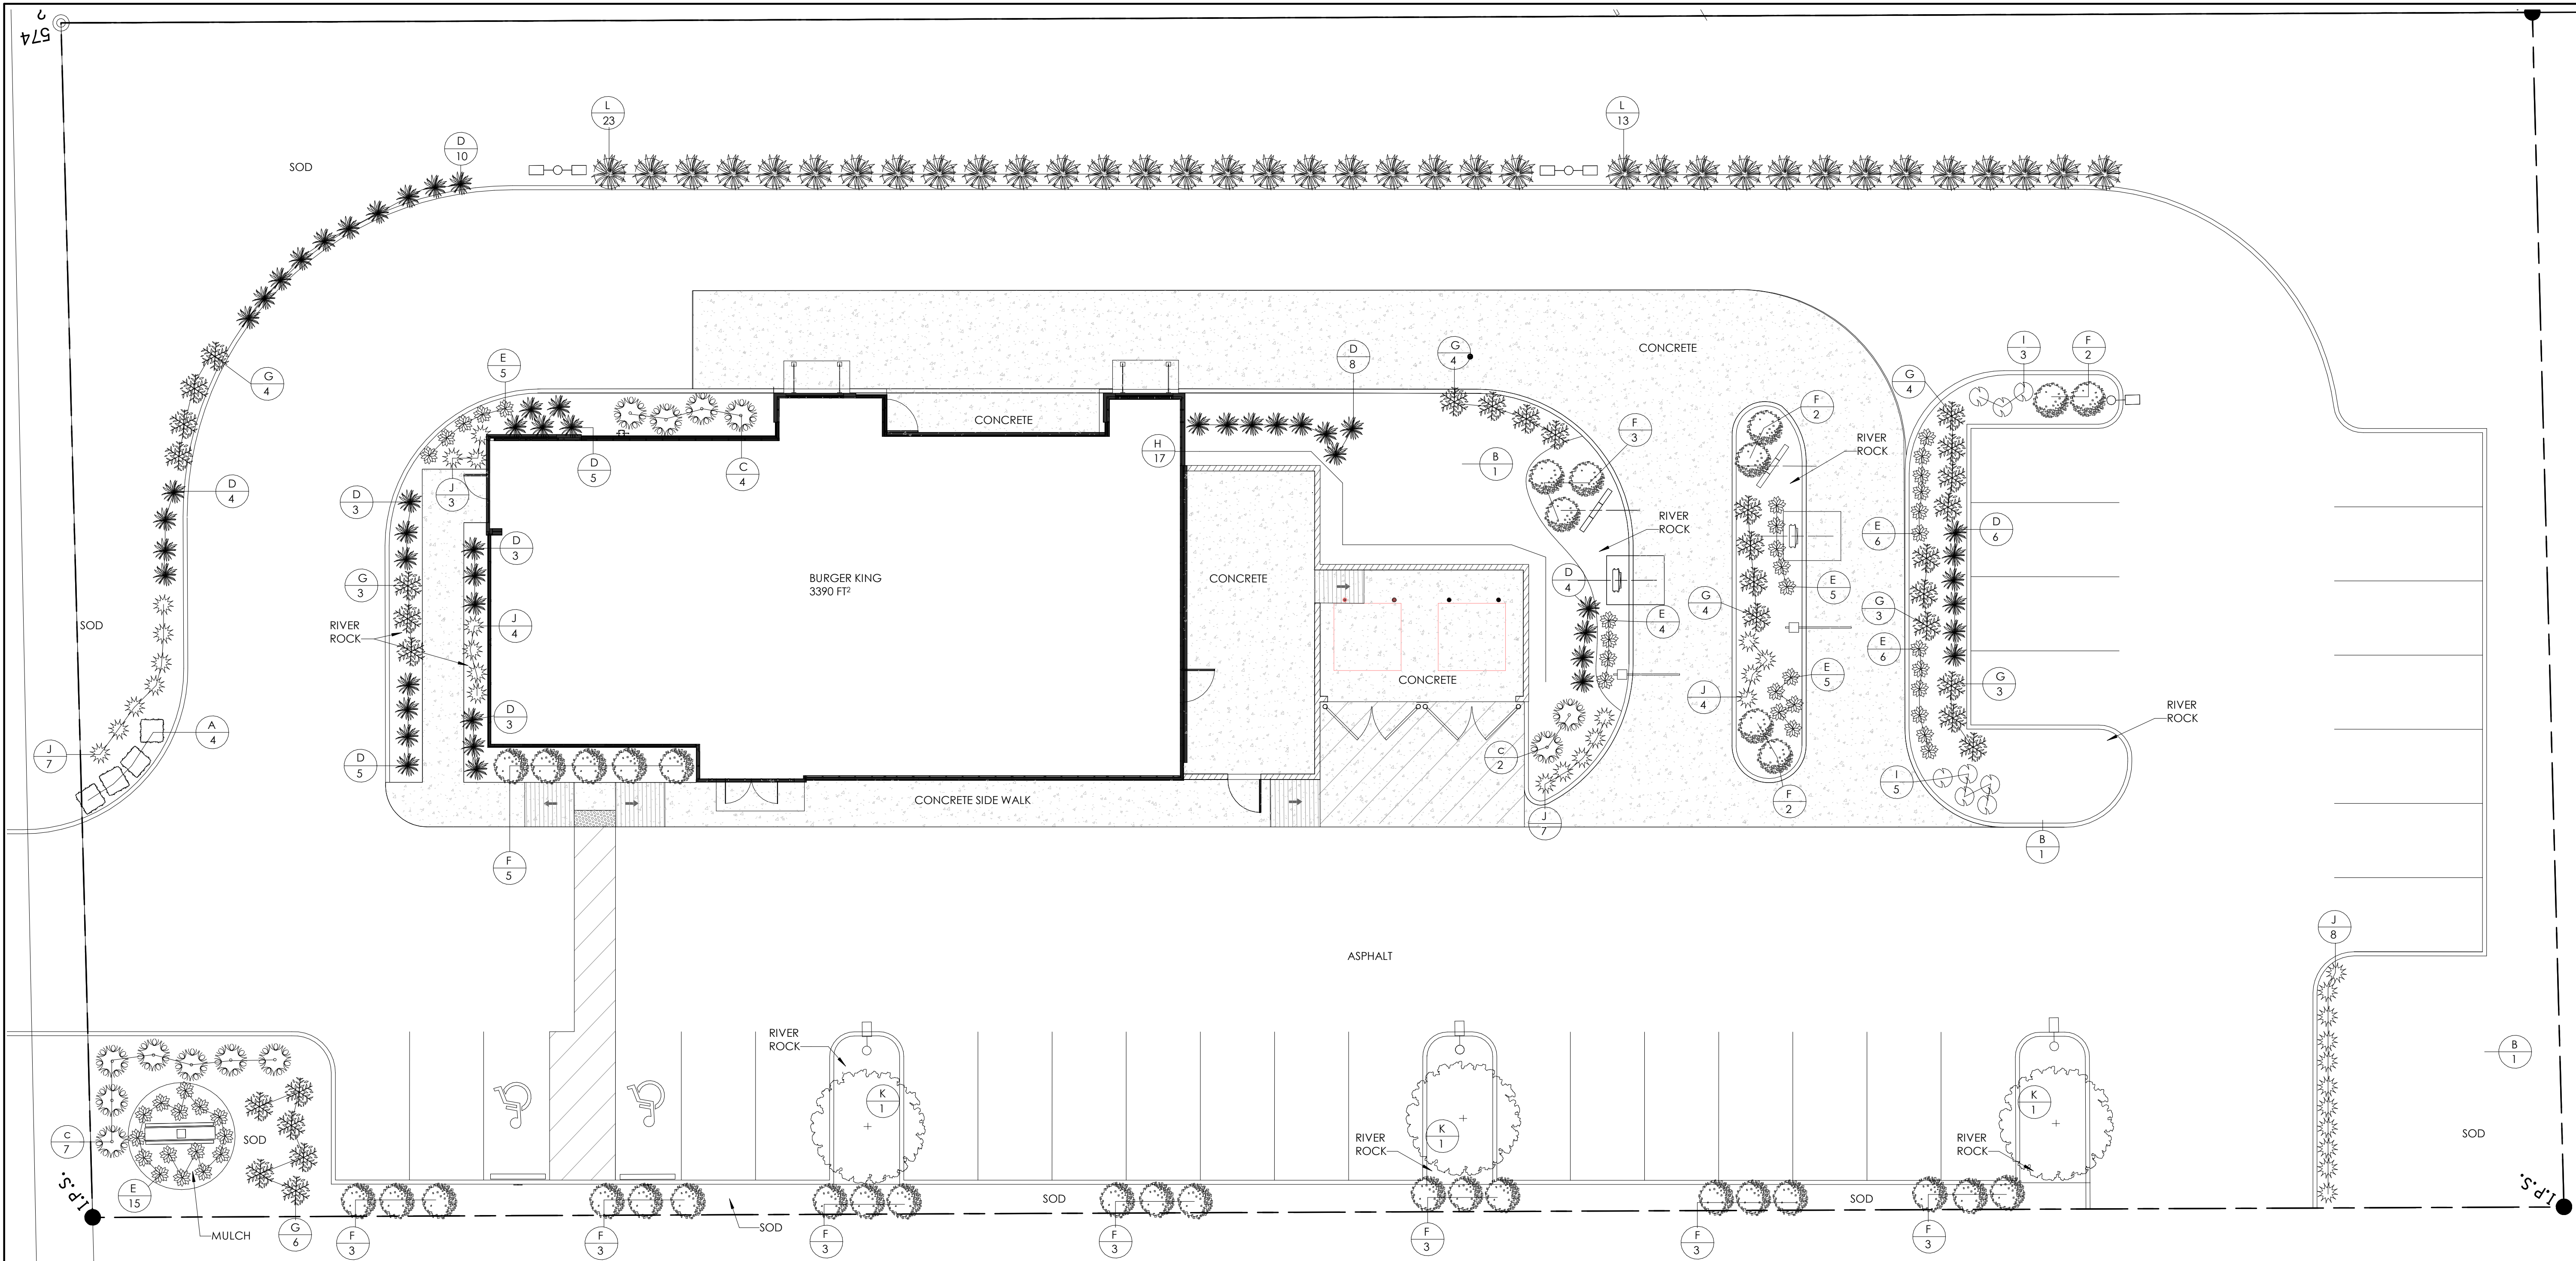 ?
574
L
23
L
13
D
10
SOD
CONCRETE
E
5
D
8
G
4
I
3
F
2
G
4
G
4
F
2
CONCRETE
F
3
RIVER
ROCK
H
17
B
1
D
5
C
4
J
3
D
4
D
3
RIVER
ROCK
E
6
D
6
D
3
BURGER KING
3390 FT²
CONCRETE
D
4
G
3
E
5
G
4
G
3
SOD
RIVER
ROCK
J
4
E
4
E
6
CONCRETE
E
5
G
3
J
4
D
3
A
4
RIVER
ROCK
J
7
D
5
C
2
I
5
CONCRETE SIDE WALK
F
2
J
7
B
1
F
5
J
8
ASPHALT
RIVER
ROCK
B
1
K
1
K
1
K
1
C
7
SOD
RIVER
ROCK
RIVER
ROCK
SOD
I.P.S.
E
15
I.P.S.
SOD
SOD
SOD
MULCH
G
6
F
3
F
3
F
3
F
3
F
3
F
3
F
3